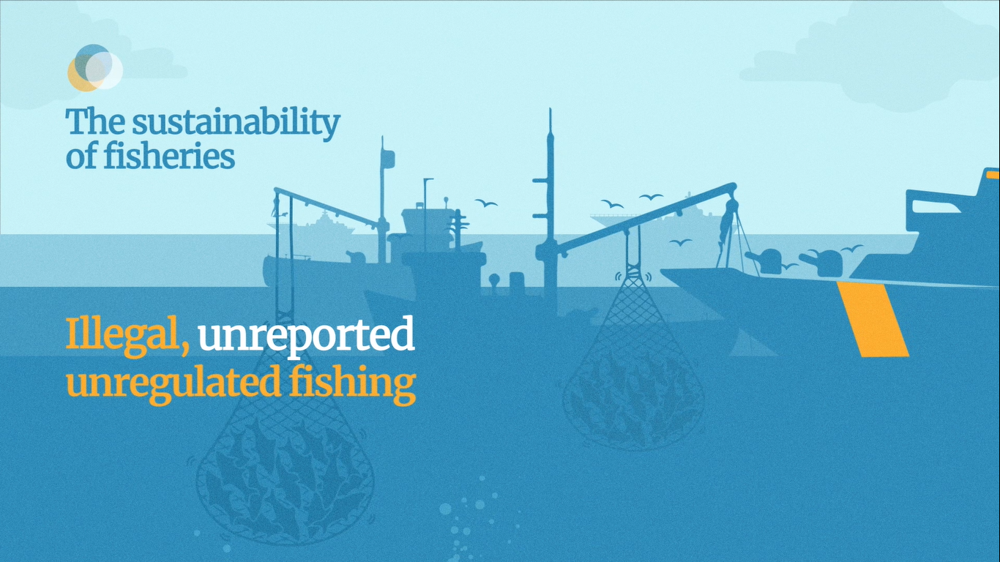 The sustainability
of fisheries
Illegal, unreported
unregulated fishing